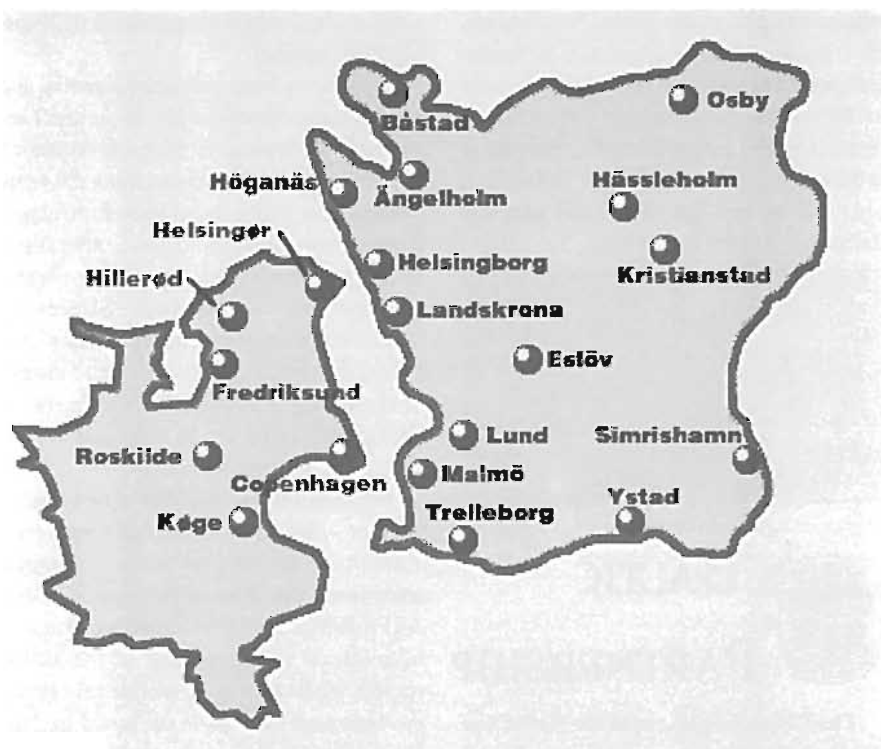 Båstad
Osby
Höganäs
Ängelholm
Hässleholm
Helsingør
Helsingborg
Kristianstad
Hillerød
Landskrona
Eslöv
Fredriksund
Roskilde
Lund
Simrishamn
Copenhagen
Malmö
Køge
Trelleborg
Ystad